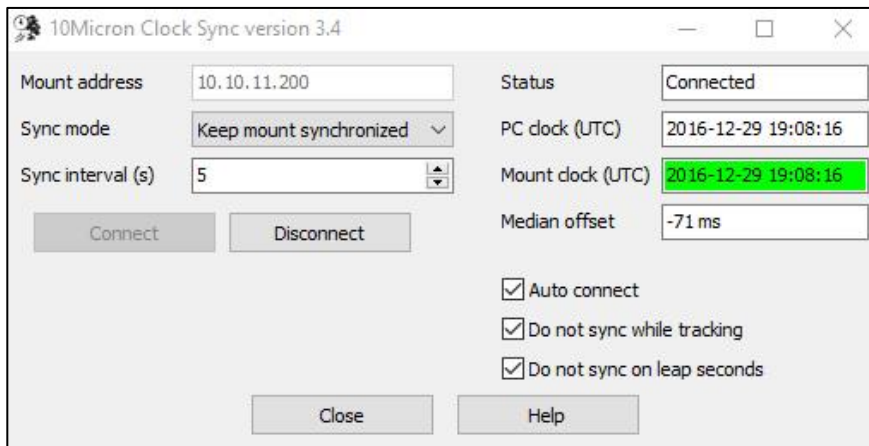 10Micron Clock Sync version 3.4
Mount address
10.10.11.200
Sync mode
Keep mount synchronized
Sync interval (s)
5
Connect
Disconnect
Status
Connected
PC clock (UTC)
2016-12-29 19:08:16
Mount clock (UTC)
2016-12-29 19:08:16
Median offset
-71 ms
Auto connect
Do not sync while tracking
Do not sync on leap seconds
Close
Help